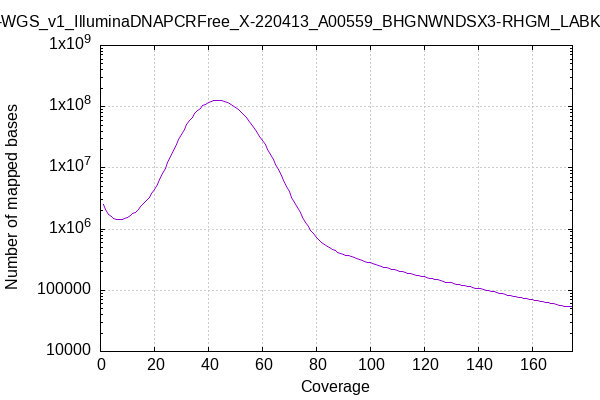 -WGS_v1_IlluminaDNAPCRFree_X-220413_A00559_BHGNWNDSX3-RHGM_LABK
1x10⁹
1x10⁸
1x10⁷
1x10⁶
100000
10000
Number of mapped bases
0 20 40 60 80 100 120 140 160
Coverage